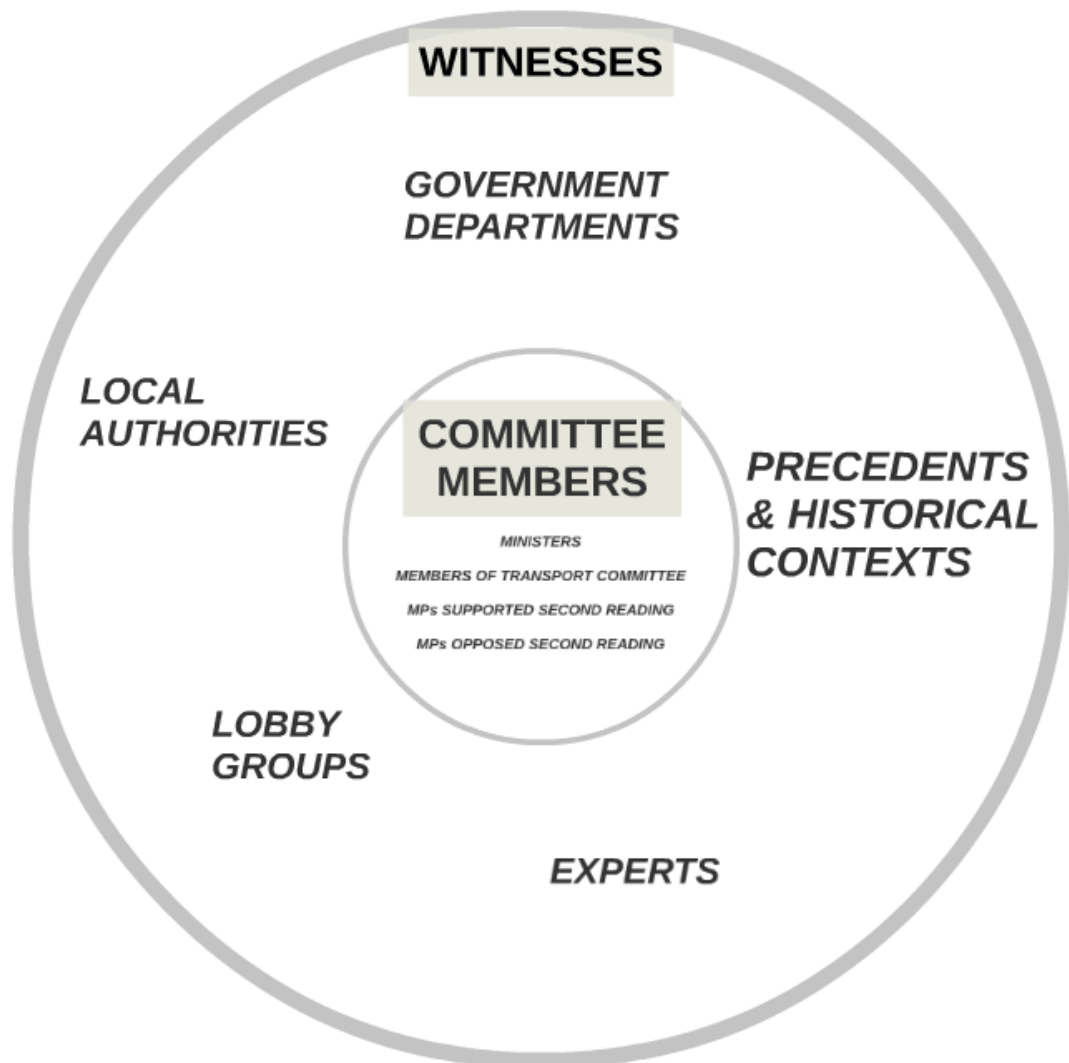 WITNESSES
GOVERNMENT
DEPARTMENTS
LOCAL
AUTHORITIES
COMMITTEE
MEMBERS
MINISTERS
MEMBERS OF TRANSPORT COMMITTEE
MPs SUPPORTED SECOND READING
MPs OPPOSED SECOND READING
PRECEDENTS
& HISTORICAL
CONTEXTS
LOBBY
GROUPS
EXPERTS